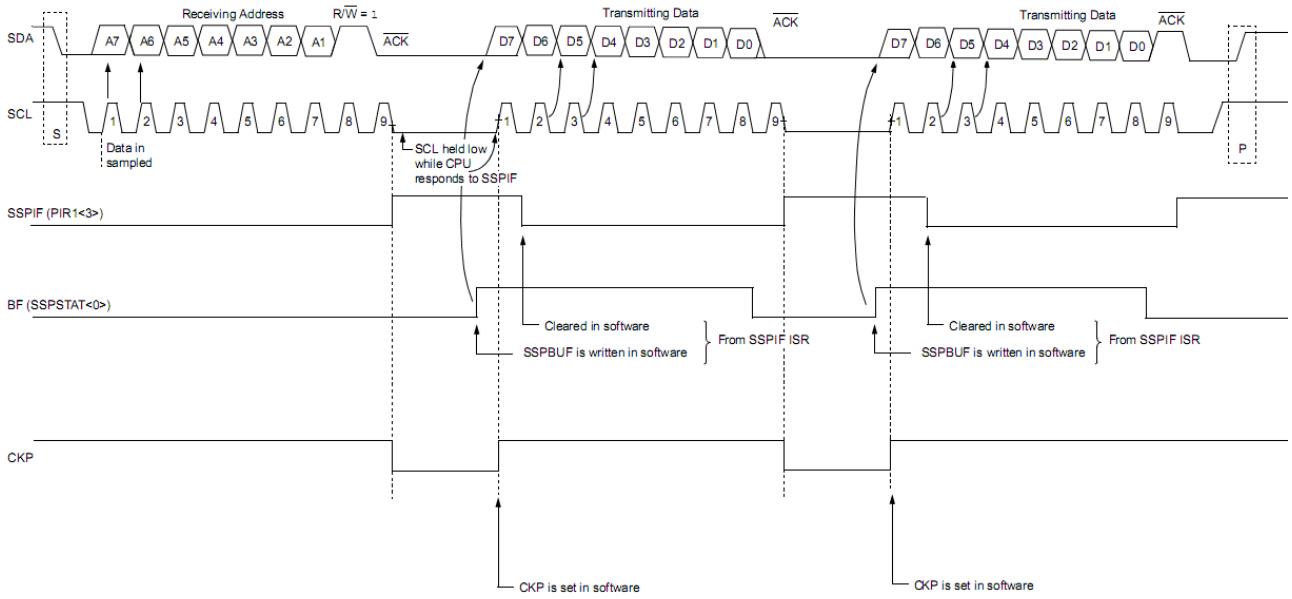 Receiving Address R/W = 1 Transmitting Data ACK Transmitting Data ACK
SDA A7 A6 A5 A4 A3 A2 A1 ACK D7 D6 D5 D4 D3 D2 D1 D0 D7 D6 D5 D4 D3 D2 D1 D0
SCL 1 2 3 4 5 6 7 8 9 1 2 3 4 5 6 7 8 9 1 2 3 4 5 6 7 8 9
S P
Data in
sampled
SCL held low
while CPU
responds to SSPIF
SSPIF (PIR1<3>)
BF (SSPSTAT<0>)
Cleared in software
SSPBUF is written in software
From SSPIF ISR
Cleared in software
SSPBUF is written in software
From SSPIF ISR
CKP
CKP is set in software
CKP is set in software